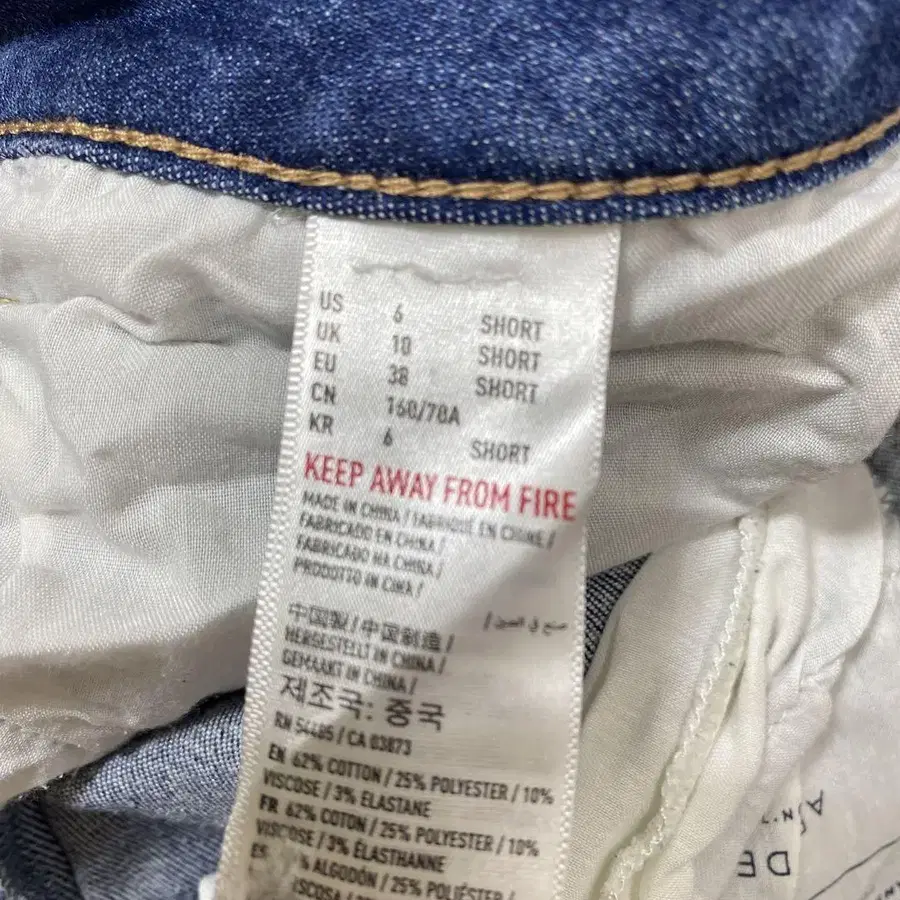 US 6 SHORT
UK 10 SHORT
EU 38 SHORT
CN 160/78A
KR 6 SHORT
KEEP AWAY FROM FIRE
MADE IN CHINA / FABRIQUÉ EN CHINE /
FABRICADO EN CHINA /
FABRICADO NA CHINA /
PRODOTTO IN CINA /
中国製 / 中国制造 / صنع في الصين /
HERGESTELLT IN CHINA /
GEMAAKT IN CHINA /
제조국: 중국
RN 54485 / CA 03873
EN 62% COTTON / 25% POLYESTER / 10%
VISCOSE / 3% ELASTANE
FR 62% COTON / 25% POLYESTER / 10%
VISCOSE / 3% ÉLASTHANNE
ES % ALGODÓN / 25% POLIÉSTER
VISCOSA
DE